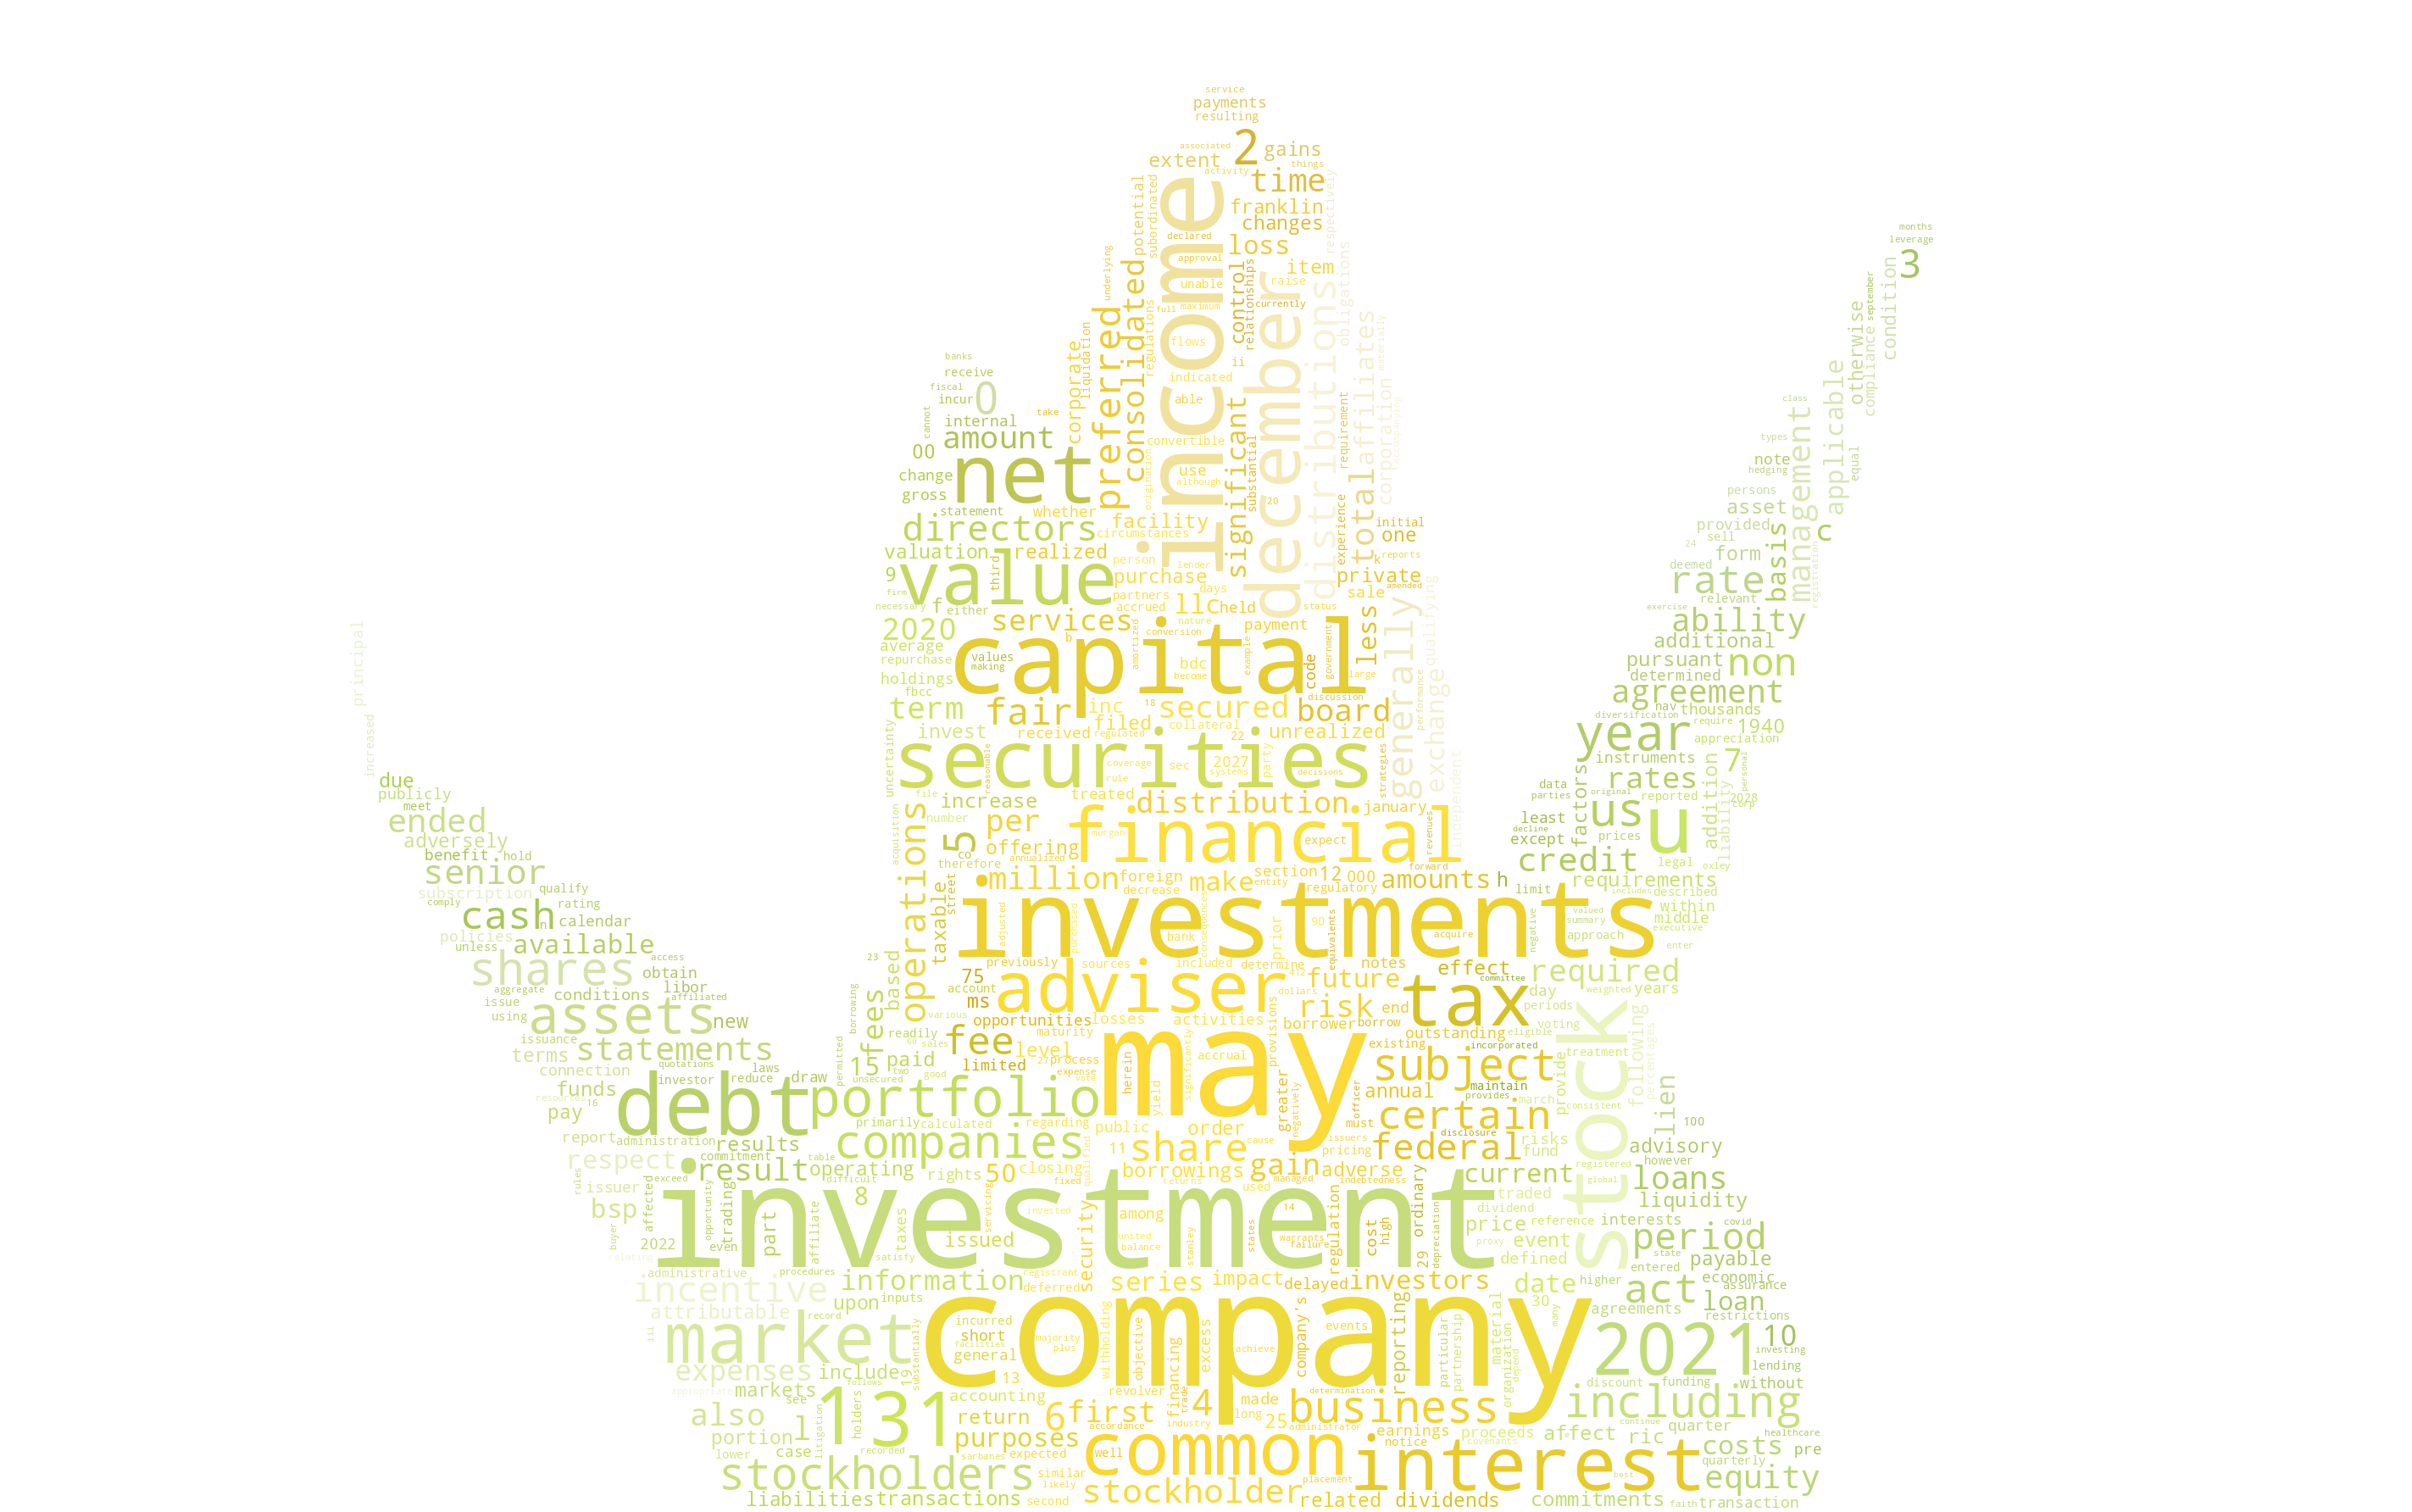 service
payments
resulting
associated
2
gains
extent
things
activity
time
respectively
potential
subordinated
income
franklin
changes
months
declared
loss
leverage
approval
control
relationships
item
obligations
3
condition
consolidated
underlying
unable
raise
december
distributions
september
maximum
currently
full
preferred
regulations
otherwise
compliance
flows
affiliates
materially
corporate
liquidation
banks
ii
receive
indicated
applicable
fiscal
incur
0
able
corporation
class
cannot
take
significant
accompanying
management
internal
amount
convertible
types
00
net
use
substantial
requirement
total
note
change
although
hedging
equal
gross
origination
20
persons
statement
whether
asset
directors
facility
initial
provided
basis
c
circumstances
experience
one
sell
24
valuation
realized
reports
form
registration
person
k
9
third
value
lender
deemed
rate
purchase
private
amended
firm
days
sale
relevant
partners
qualifying
necessary
f
either
accrued
llc
held
status
exercise
services
nature
less
generally
ability
2020
b
capital
conversion
payment
government
principal
average
amortized
example
additional
repurchase
values
bdc
code
pursuant
non
making
become
large
determined
holdings
performance
exchange
agreement
fbcc
discussion
term
fair
inc
18
secured
board
nav
thousands
increased
filed
collateral
diversification
require
1940
invest
received
regulated
22
unrealized
year
appreciation
uncertainty
reasonable
securities
party
strategies
independent
instruments
7
personal
due
coverage
sec
2027
decisions
factors
rates
addition
liability
rule
systems
data
publicly
file
treated
parties
original
reported
2028
meet
increase
distribution
january
us
u
corp
ended
number
per
financial
least
adversely
operations
5
morgan
revenues
decline
except
prices
acquisition
offering
expect
credit
legal
oxley
benefit
hold
co
annualized
therefore
forward
senior
million
foreign
make
section
12
000
amounts
h
requirements
qualify
street
decrease
entity
regulatory
limit
includes
described
subscription
taxable
investments
within
comply
rating
valued
middle
cash
n
calendar
adjusted
purchased
consequences
90
equivalents
negative
summary
executive
policies
bank
prior
acquire
approach
unless
available
enter
access
23
based
previously
sources
included
determine
notes
effect
required
shares
obtain
75
adviser
412
future
tax
committee
aggregate
libor
account
dollars
day
weighted
years
conditions
affiliated
issue
fees
borrowing
ms
risk
end
periods
using
assets
new
various
opportunities
losses
activities
provisions
borrower
borrow
voting
readily
fee
maturity
outstanding
eligible
stock
following
percentages
issuance
60
sales
level
may
existing
incorporated
terms
statements
quotations
permitted
15
paid
27
process
accrual
subject
treatment
connection
laws
two
good
limited
expense
herein
investor
reduce
draw
unsecured
vote
significantly
greater
maintain
provide
funds
debt
portfolio
yield
negatively
annual
provides
march
lien
resources
16
officer
consistent
pay
primarily
calculated
regarding
public
order
must
certain
100
report
administration
results
companies
11
share
cause
issuers
federal
disclosure
risks
advisory
respect
commitment
table
qualified
pricing
fund
however
rules
exceed
result
operating
rights
50
closing
borrowings
gain
adverse
current
registered
loans
issuer
difficult
fixed
returns
used
managed
indebtedness
global
bsp
affected
opportunity
trading
8
servicing
invested
among
14
ordinary
traded
liquidity
investment
dividend
buyer
part
affiliate
taxes
security
united
states
warrants
regulation
cost
high
price
reference
interests
covid
2022
even
issued
balance
stanley
failure
29
depreciation
proxy
event
period
relating
satisfy
defined
state
payable
administrative
procedures
information
registrant
series
impact
delayed
investors
date
higher
entered
economic
incentive
deferred
act
assurance
attributable
upon
inputs
30
loan
iii
record
company
reporting
material
many
agreements
restrictions
market
substantially
incurred
withholding
objective
company's
events
particular
partnership
short
majority
2021
10
facilities
plus
financing
excess
achieve
organization
investing
expenses
include
19
general
depend
lending
appropriate
markets
follows
13
revolver
trade
determination
discount
funding
without
see
131
accounting
4
made
also
l
litigation
holders
return
6
first
long
25
business
including
continue
quarter
portion
purposes
accordance
industry
administrator
earnings
proceeds
affect
ric
healthcare
lower
case
recorded
sarbanes
expected
well
common
notice
covenants
costs
pre
quarterly
stockholders
similar
placement
interest
best
equity
likely
liabilities
transactions
second
stockholder
related
dividends
commitments
faith
transaction